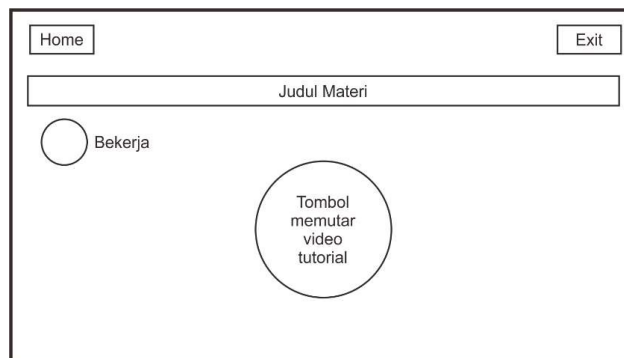 Home
Exit
Judul Materi
Bekerja
Tombol
memutar
video
tutorial